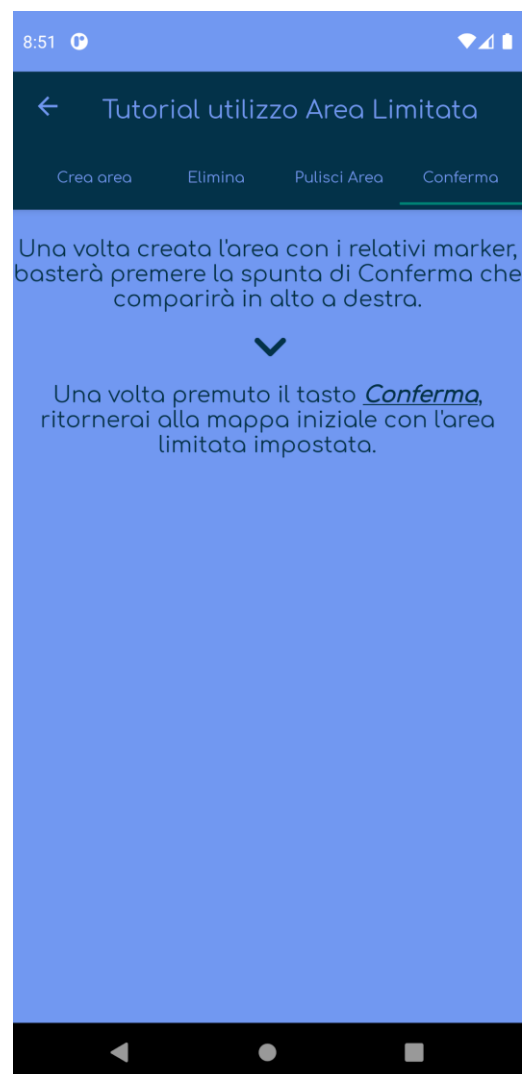 8:51
Tutorial utilizzo Area Limitata
Crea area Elimina Pulisci Area Conferma
Una volta creata l'area con i relativi marker,
basterà premere la spunta di Conferma che
comparirà in alto a destra.
Una volta premuto il tasto Conferma,
ritornerai alla mappa iniziale con l'area
limitata impostata.